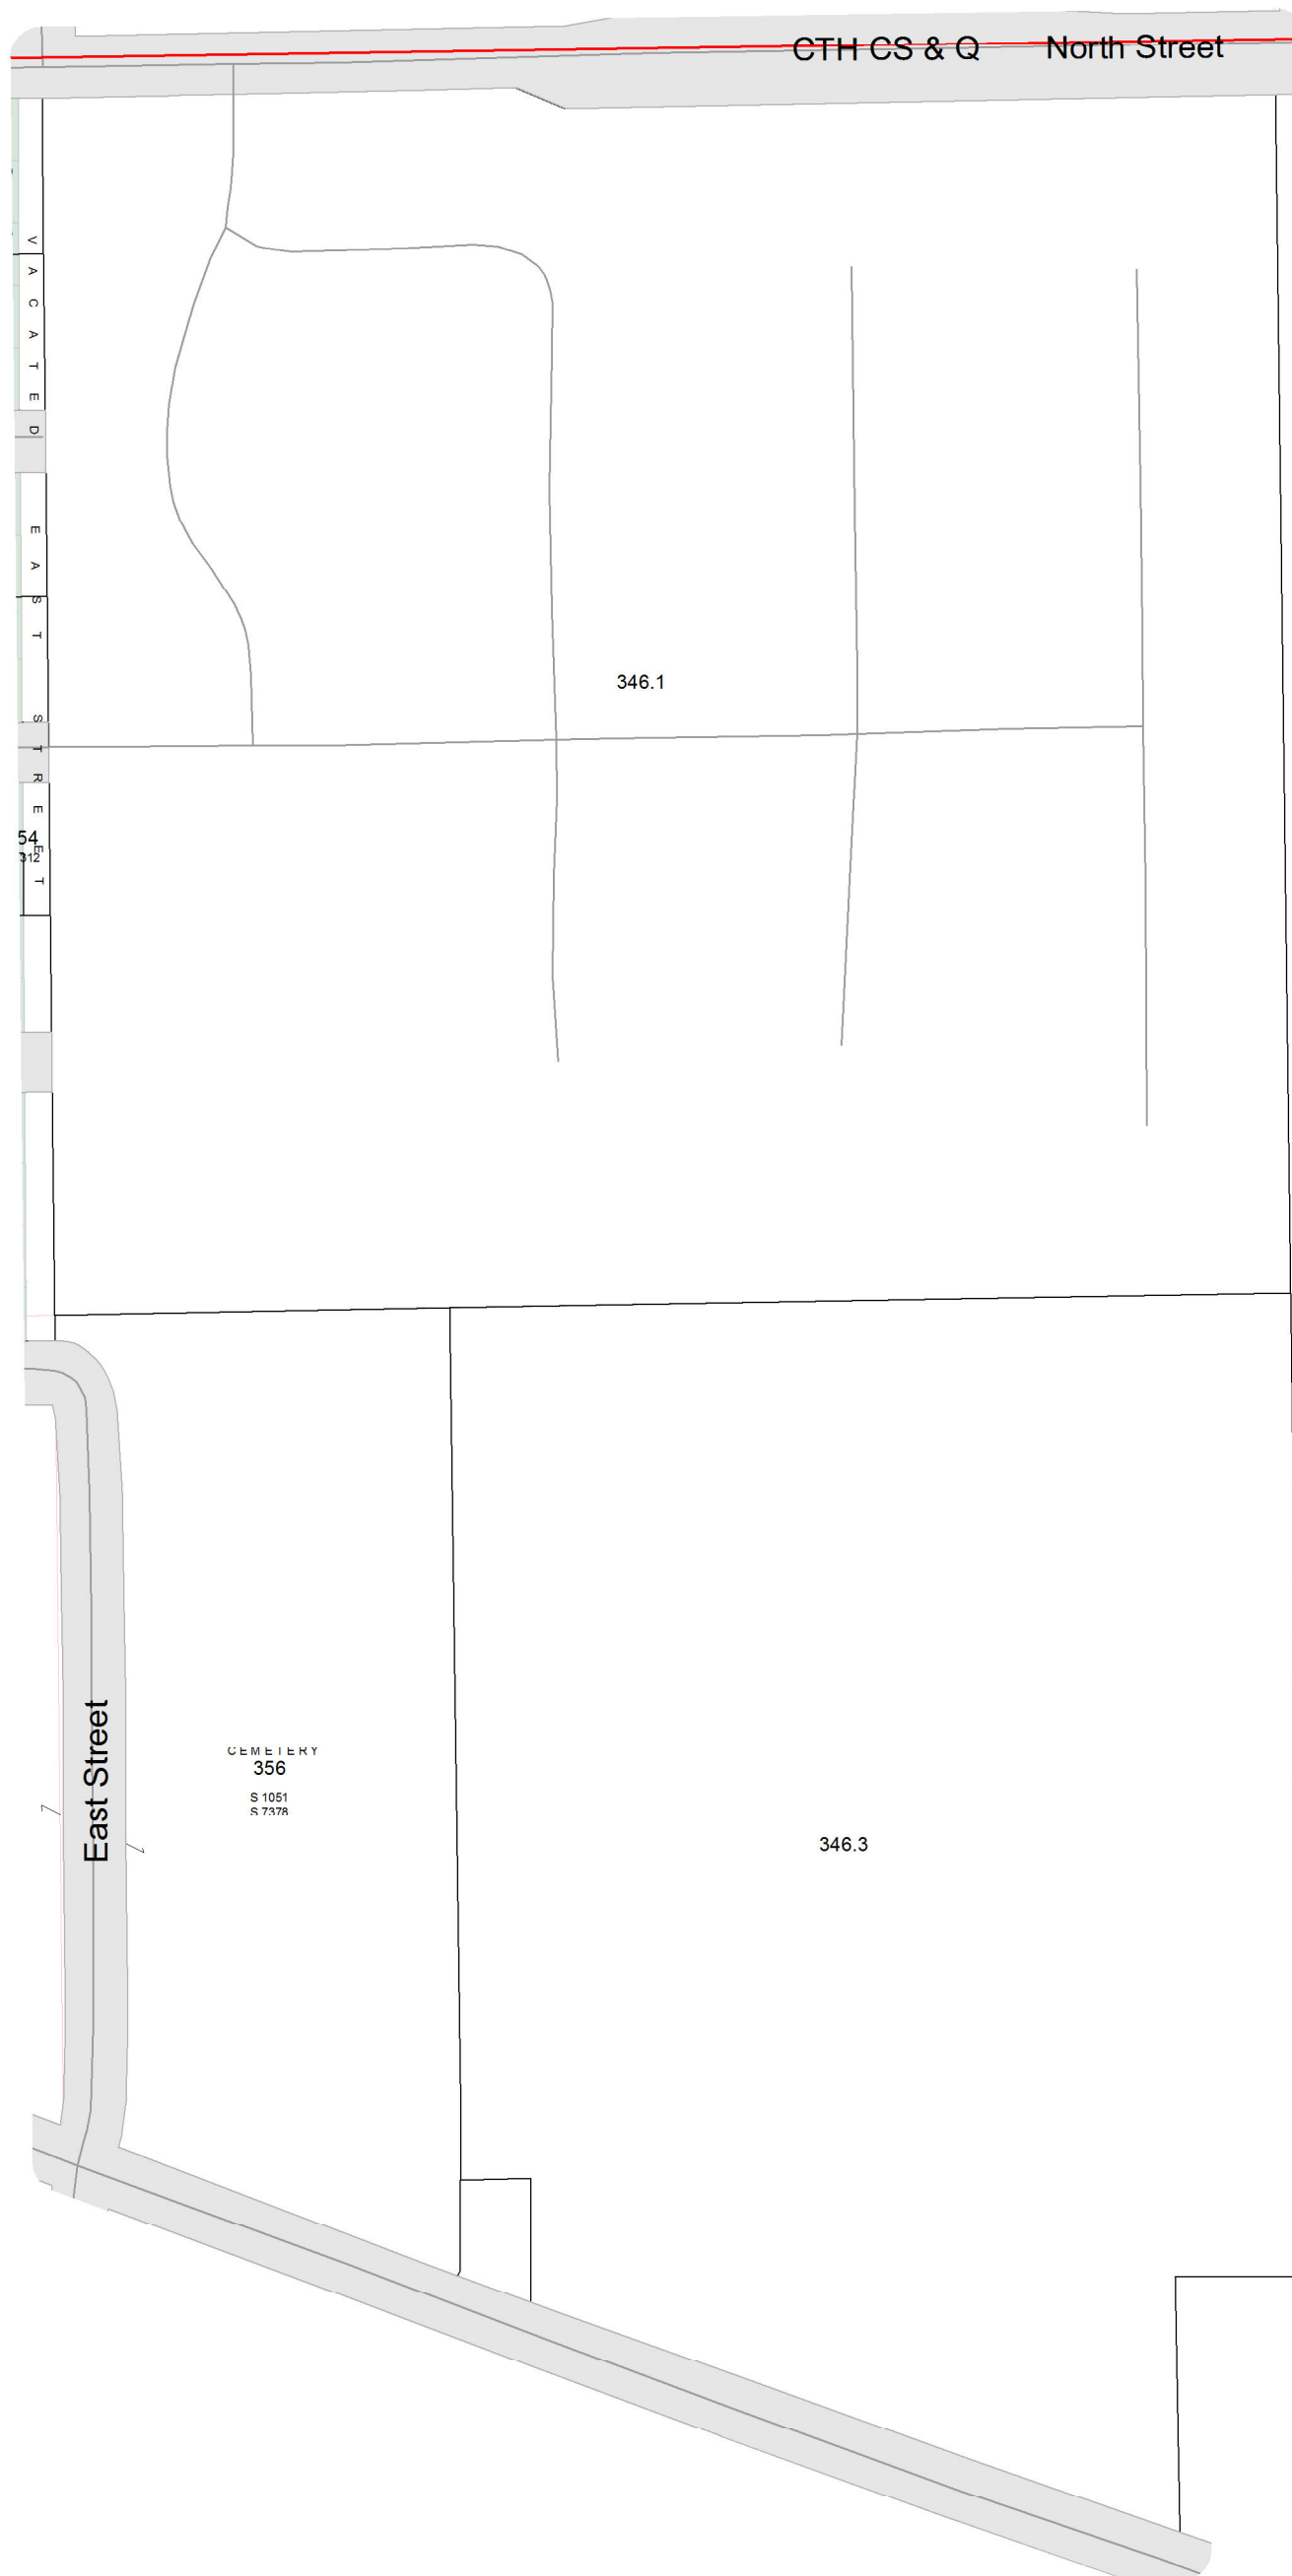 CTH CS & Q North Street
VACATED EAST STREET
346.1
54
312
CEMETERY
356
S 1051
S 7378
East Street
346.3